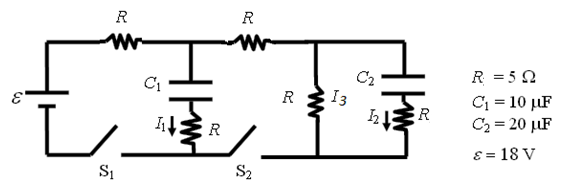 R
R
C₁
C₂
R = 5 Ω
C₁ = 10 μF
C₂ = 20 μF
ε = 18 V
ε
R
I₃
I₁
R
I₂
R
S₁
S₂